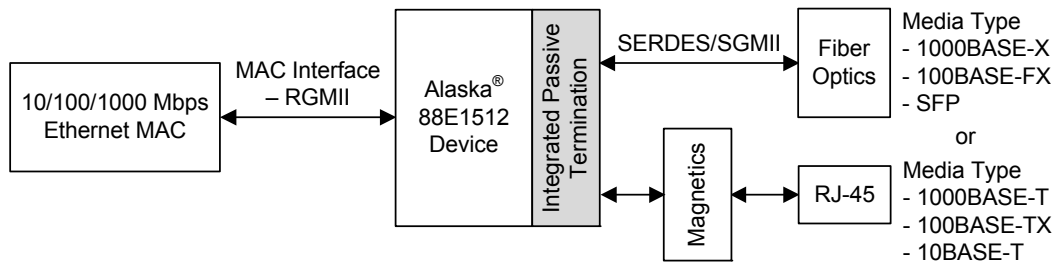 10/100/1000 Mbps
Ethernet MAC
MAC Interface
– RGMII
Alaska®
88E1512
Device
Integrated Passive
Termination
SERDES/SGMII
Fiber
Optics
Media Type
- 1000BASE-X
- 100BASE-FX
- SFP
or
Magnetics
RJ-45
Media Type
- 1000BASE-T
- 100BASE-TX
- 10BASE-T